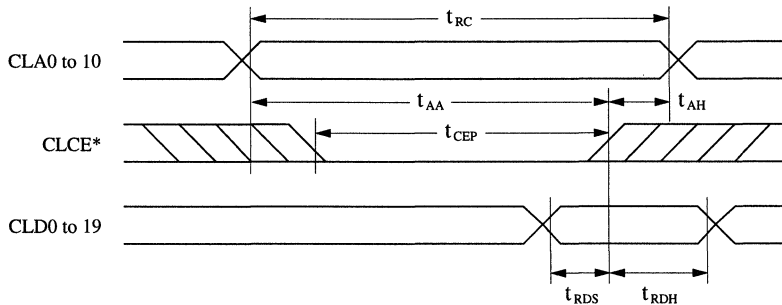 tRC
CLA0 to 10
tAA
tAH
CLCE*
tCEP
CLD0 to 19
tRDS
tRDH